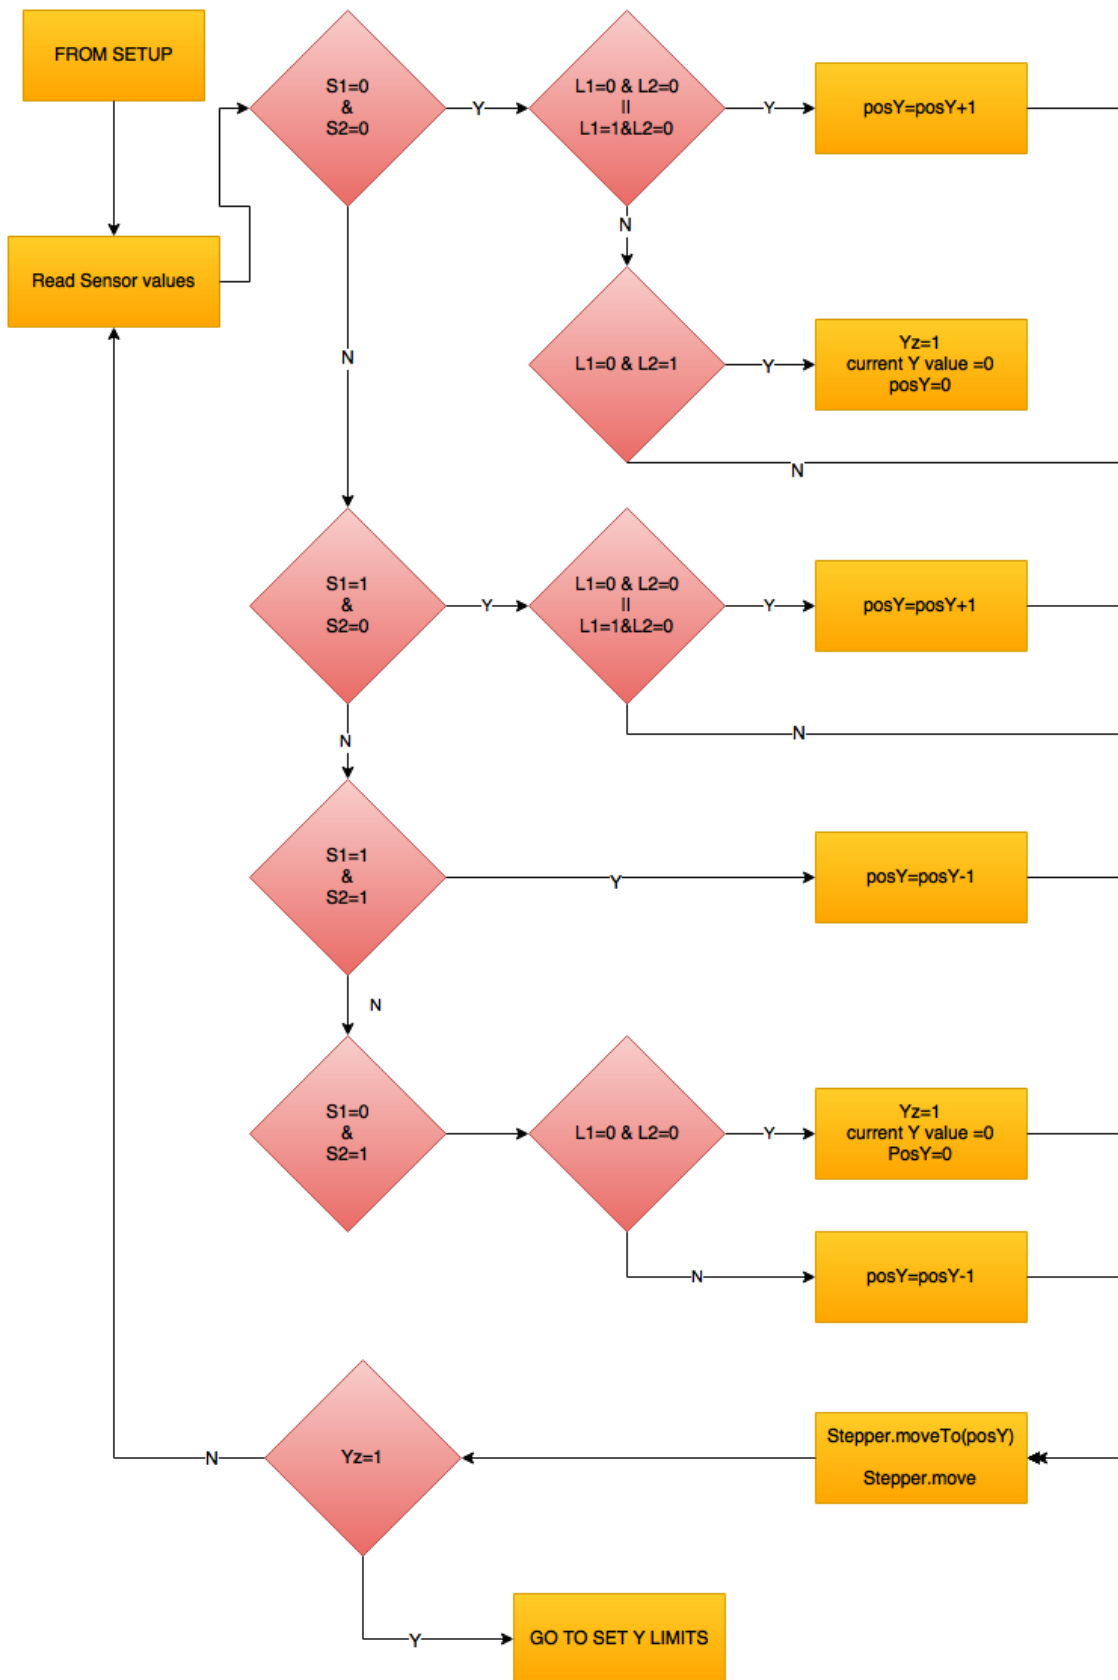 FROM SETUP
S1=0
&
S2=0
Y
L1=0 & L2=0
II
L1=1&L2=0
Y
posY=posY+1
N
Read Sensor values
N
L1=0 & L2=1
Y
Yz=1
current Y value =0
posY=0
N
S1=1
&
S2=0
Y
L1=0 & L2=0
II
L1=1&L2=0
Y
posY=posY+1
N
N
S1=1
&
S2=1
Y
posY=posY-1
N
S1=0
&
S2=1
L1=0 & L2=0
Y
Yz=1
current Y value =0
PosY=0
N
posY=posY-1
Stepper.moveTo(posY)
Stepper.move
Yz=1
N
Y
GO TO SET Y LIMITS